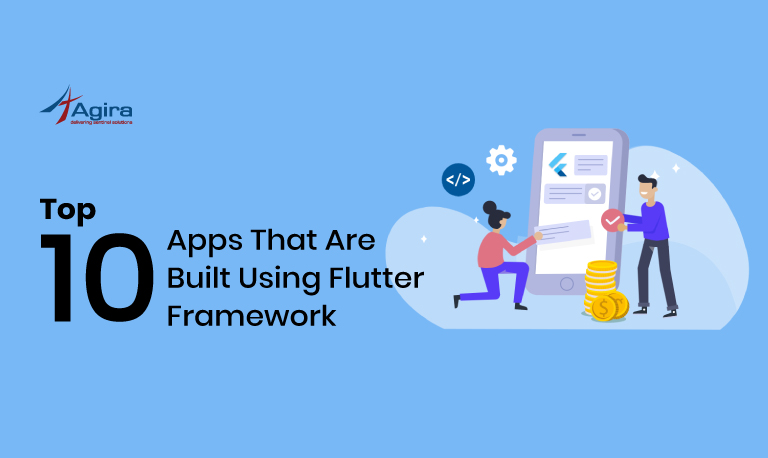 Agira
delivering sentinel solutions
Top
10
Apps That Are
Built Using Flutter
Framework
</>
$